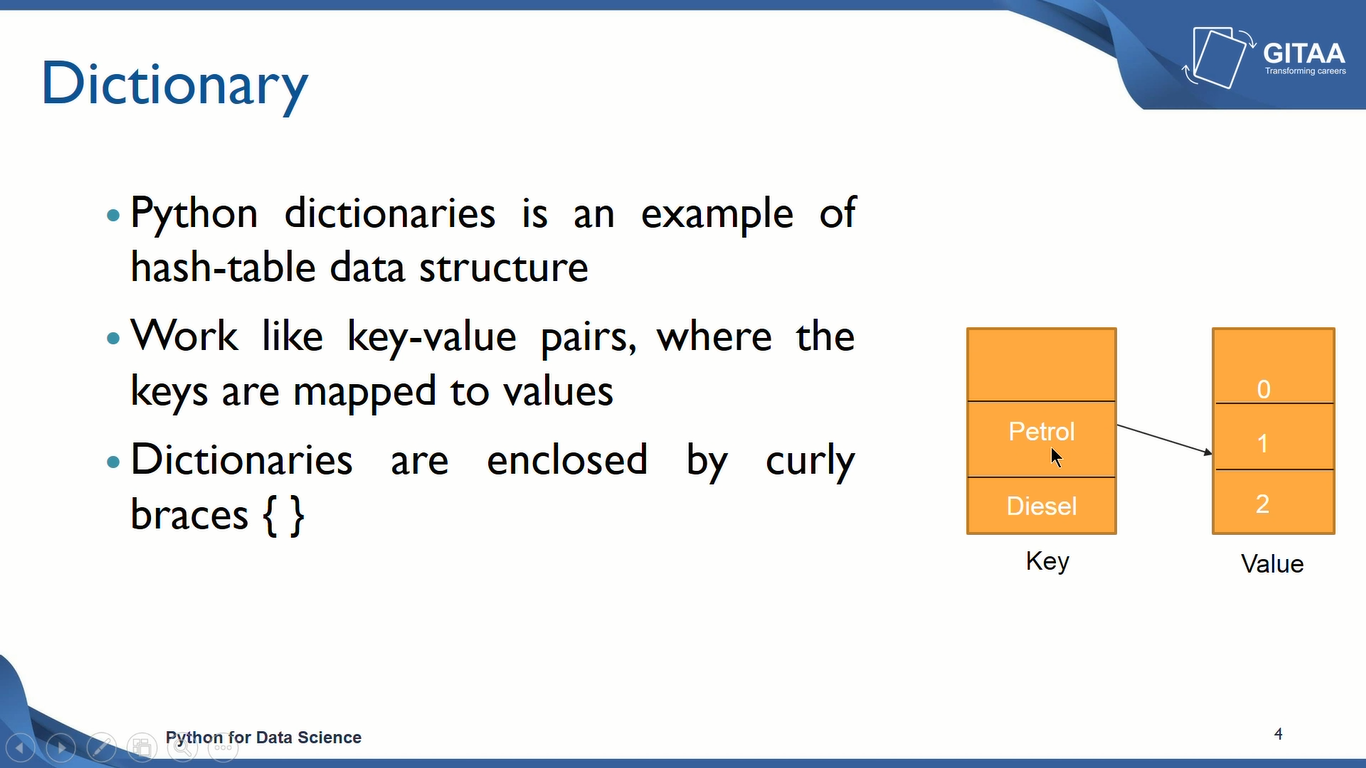 GITAA
Transforming careers
Dictionary
• Python dictionaries is an example of
hash-table data structure
• Work like key-value pairs, where the
keys are mapped to values
• Dictionaries are enclosed by curly
braces { }
0
Petrol
1
Diesel
2
Key
Value
Python for Data Science
4